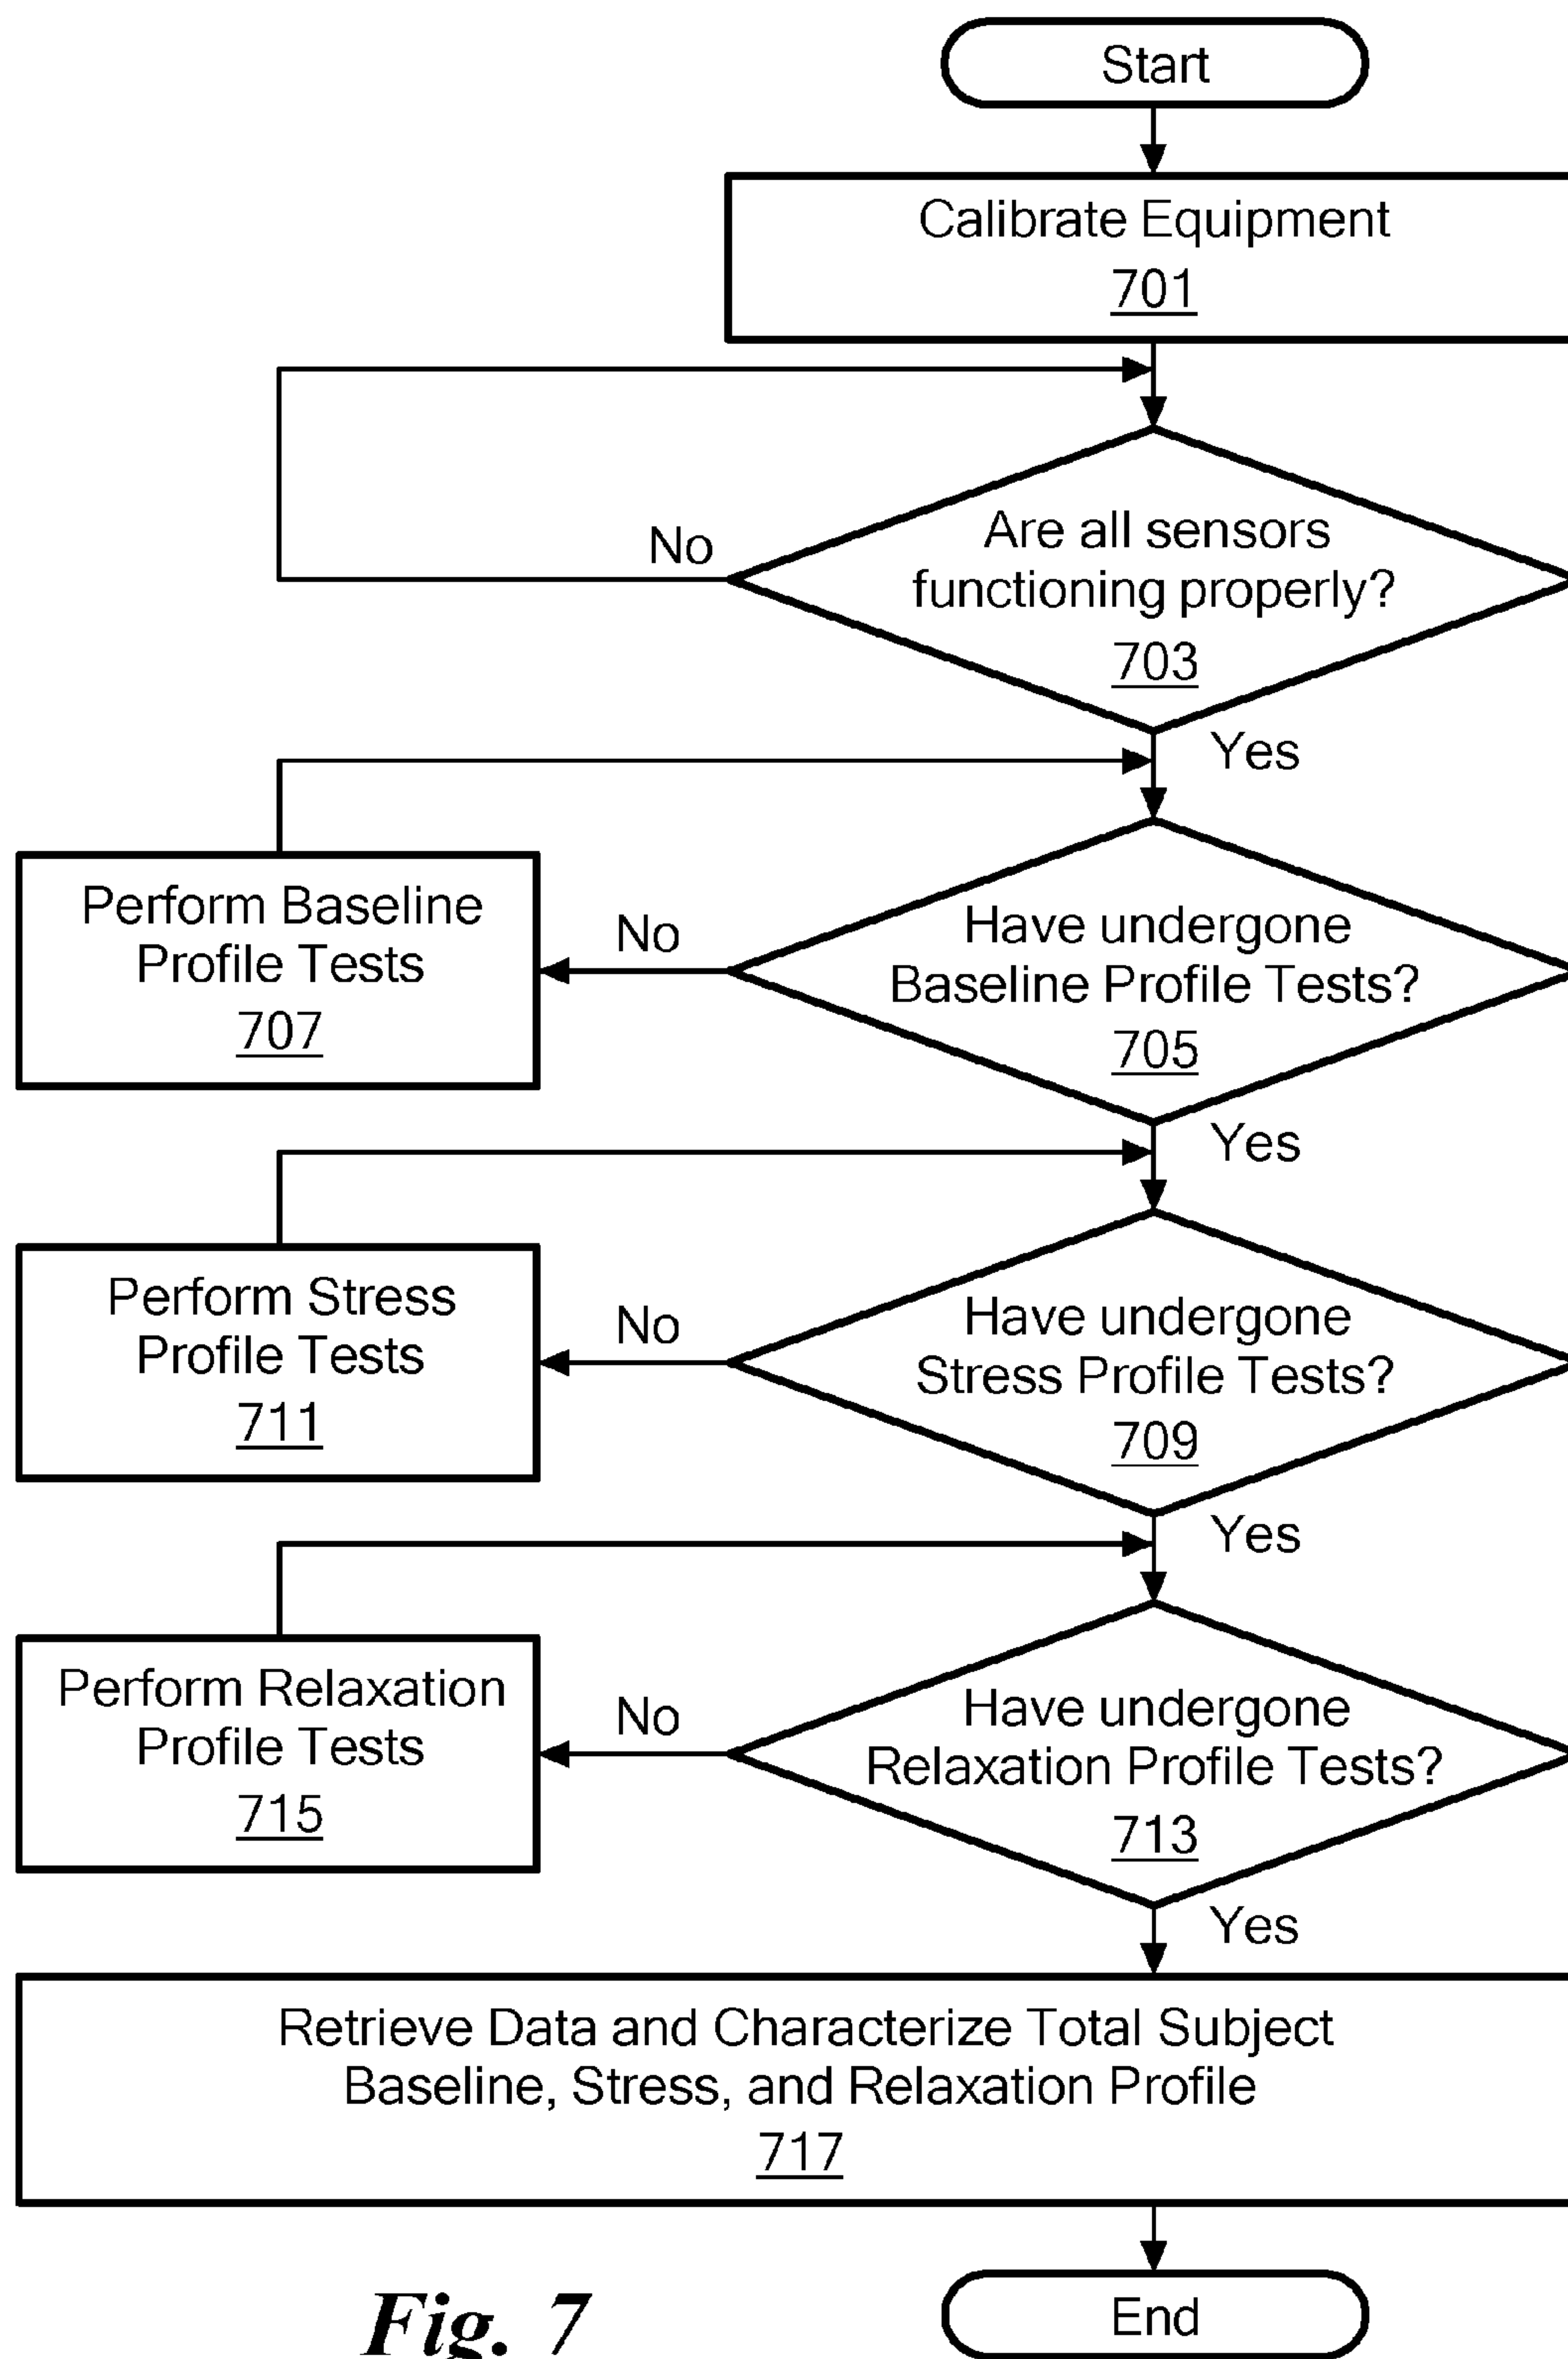 Start
Calibrate Equipment
701
No
Are all sensors
functioning properly?
703
Yes
Perform Baseline
Profile Tests
707
No
Have undergone
Baseline Profile Tests?
705
Yes
Perform Stress
Profile Tests
711
No
Have undergone
Stress Profile Tests?
709
Yes
Perform Relaxation
Profile Tests
715
No
Have undergone
Relaxation Profile Tests?
713
Yes
Retrieve Data and Characterize Total Subject
Baseline, Stress, and Relaxation Profile
717
End
Fig. 7